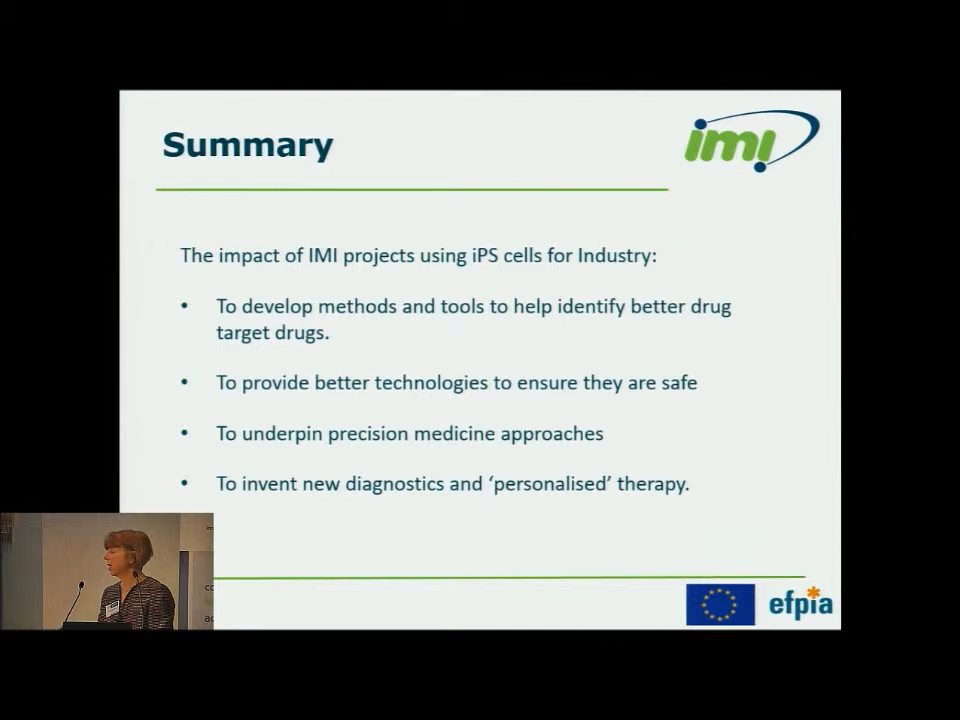 Summary
imi
The impact of IMI projects using iPS cells for Industry:
• To develop methods and tools to help identify better drug
target drugs.
• To provide better technologies to ensure they are safe
• To underpin precision medicine approaches
• To invent new diagnostics and ‘personalised’ therapy.
efpia